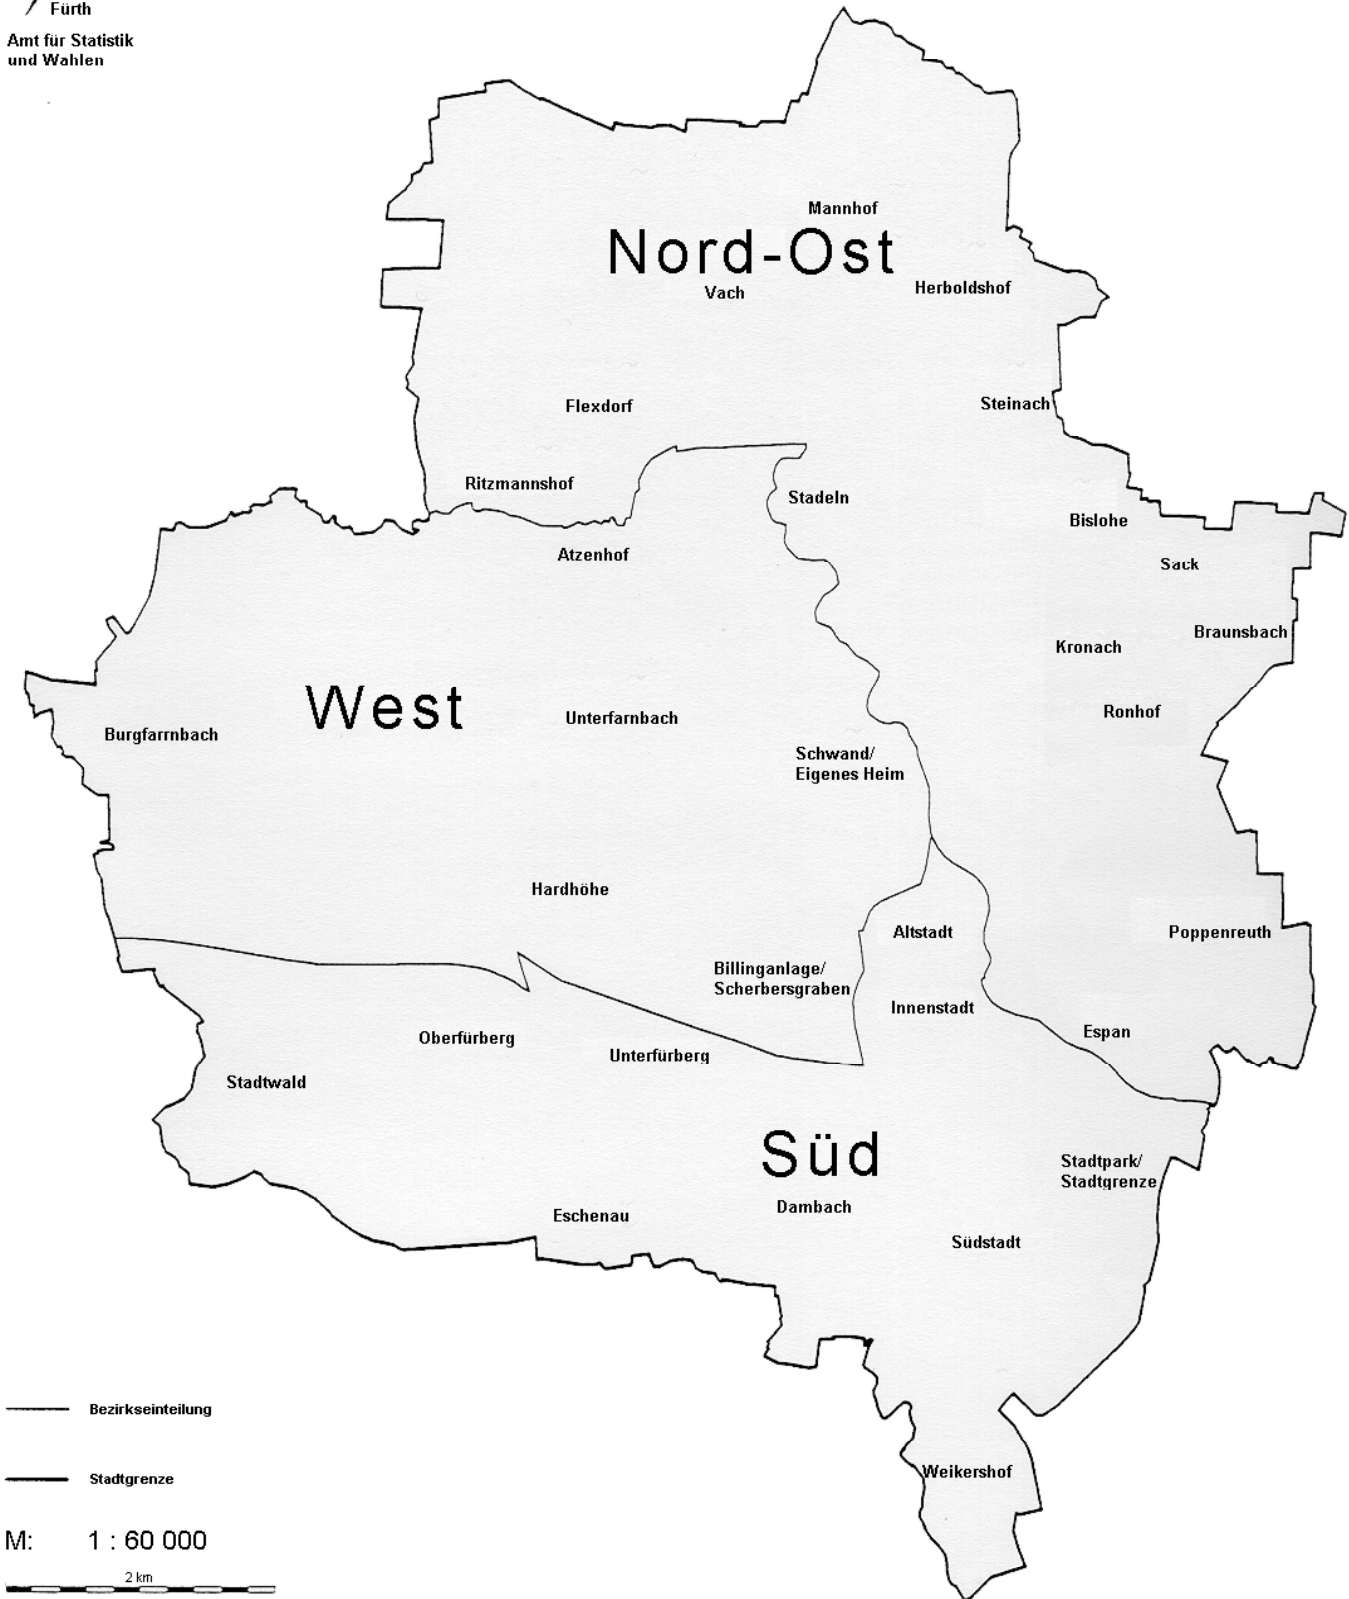 Fürth
Amt für Statistik
und Wahlen
Mannhof
Nord-Ost
Vach
Herboldshof
Flexdorf
Steinach
Ritzmannshof
Stadeln
Bislohe
Atzenhof
Sack
Braunsbach
Kronach
West
Unterfarnbach
Ronhof
Burgfarrnbach
Schwand/
Eigenes Heim
Hardhöhe
Altstadt
Poppenreuth
Billinganlage/
Scherbersgraben
Innenstadt
Espan
Oberfürberg
Unterfürberg
Stadtwald
Süd
Stadtpark/
Stadtgrenze
Dambach
Eschenau
Südstadt
Bezirkseinteilung
Weikershof
Stadtgrenze
M: 1 : 60 000
2 km